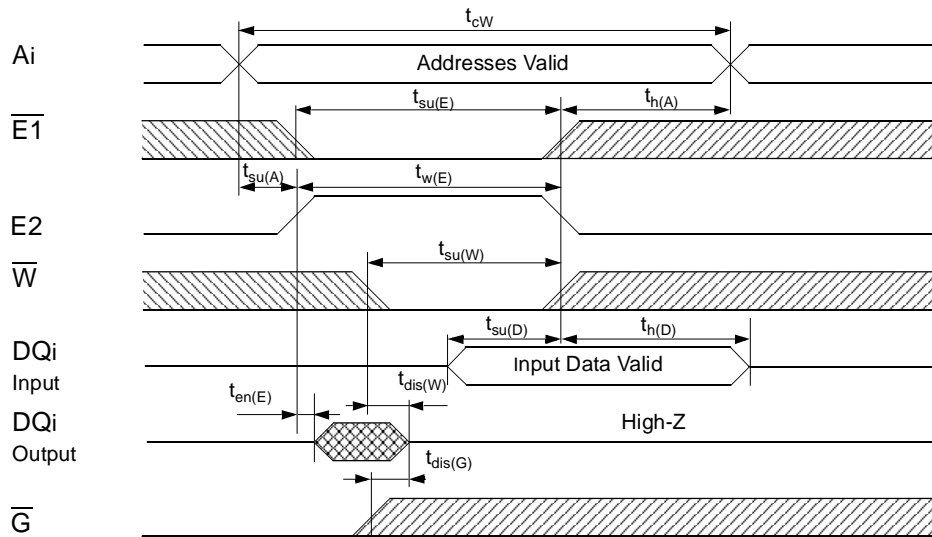 t_cW
Ai
Addresses Valid
t_su(E)
t_h(A)
E1̅
t_su(A)
t_w(E)
E2
t_su(W)
W̅
t_su(D)
t_h(D)
DQi
Input Data Valid
Input
t_en(E)
t_dis(W)
DQi
High-Z
Output
t_dis(G)
G̅